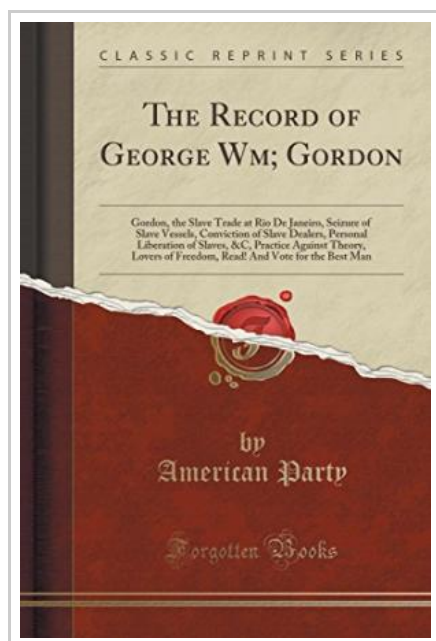 CLASSIC REPRINT SERIES
THE RECORD OF
GEORGE WM; GORDON
Gordon, the Slave Trade at Rio De Janeiro, Seizure of
Slave Vessels, Conviction of Slave Dealers, Personal
Liberation of Slaves, &C, Practice Against Theory,
Lovers of Freedom, Read! And Vote for the Best Man
by
American Party
Forgotten Books